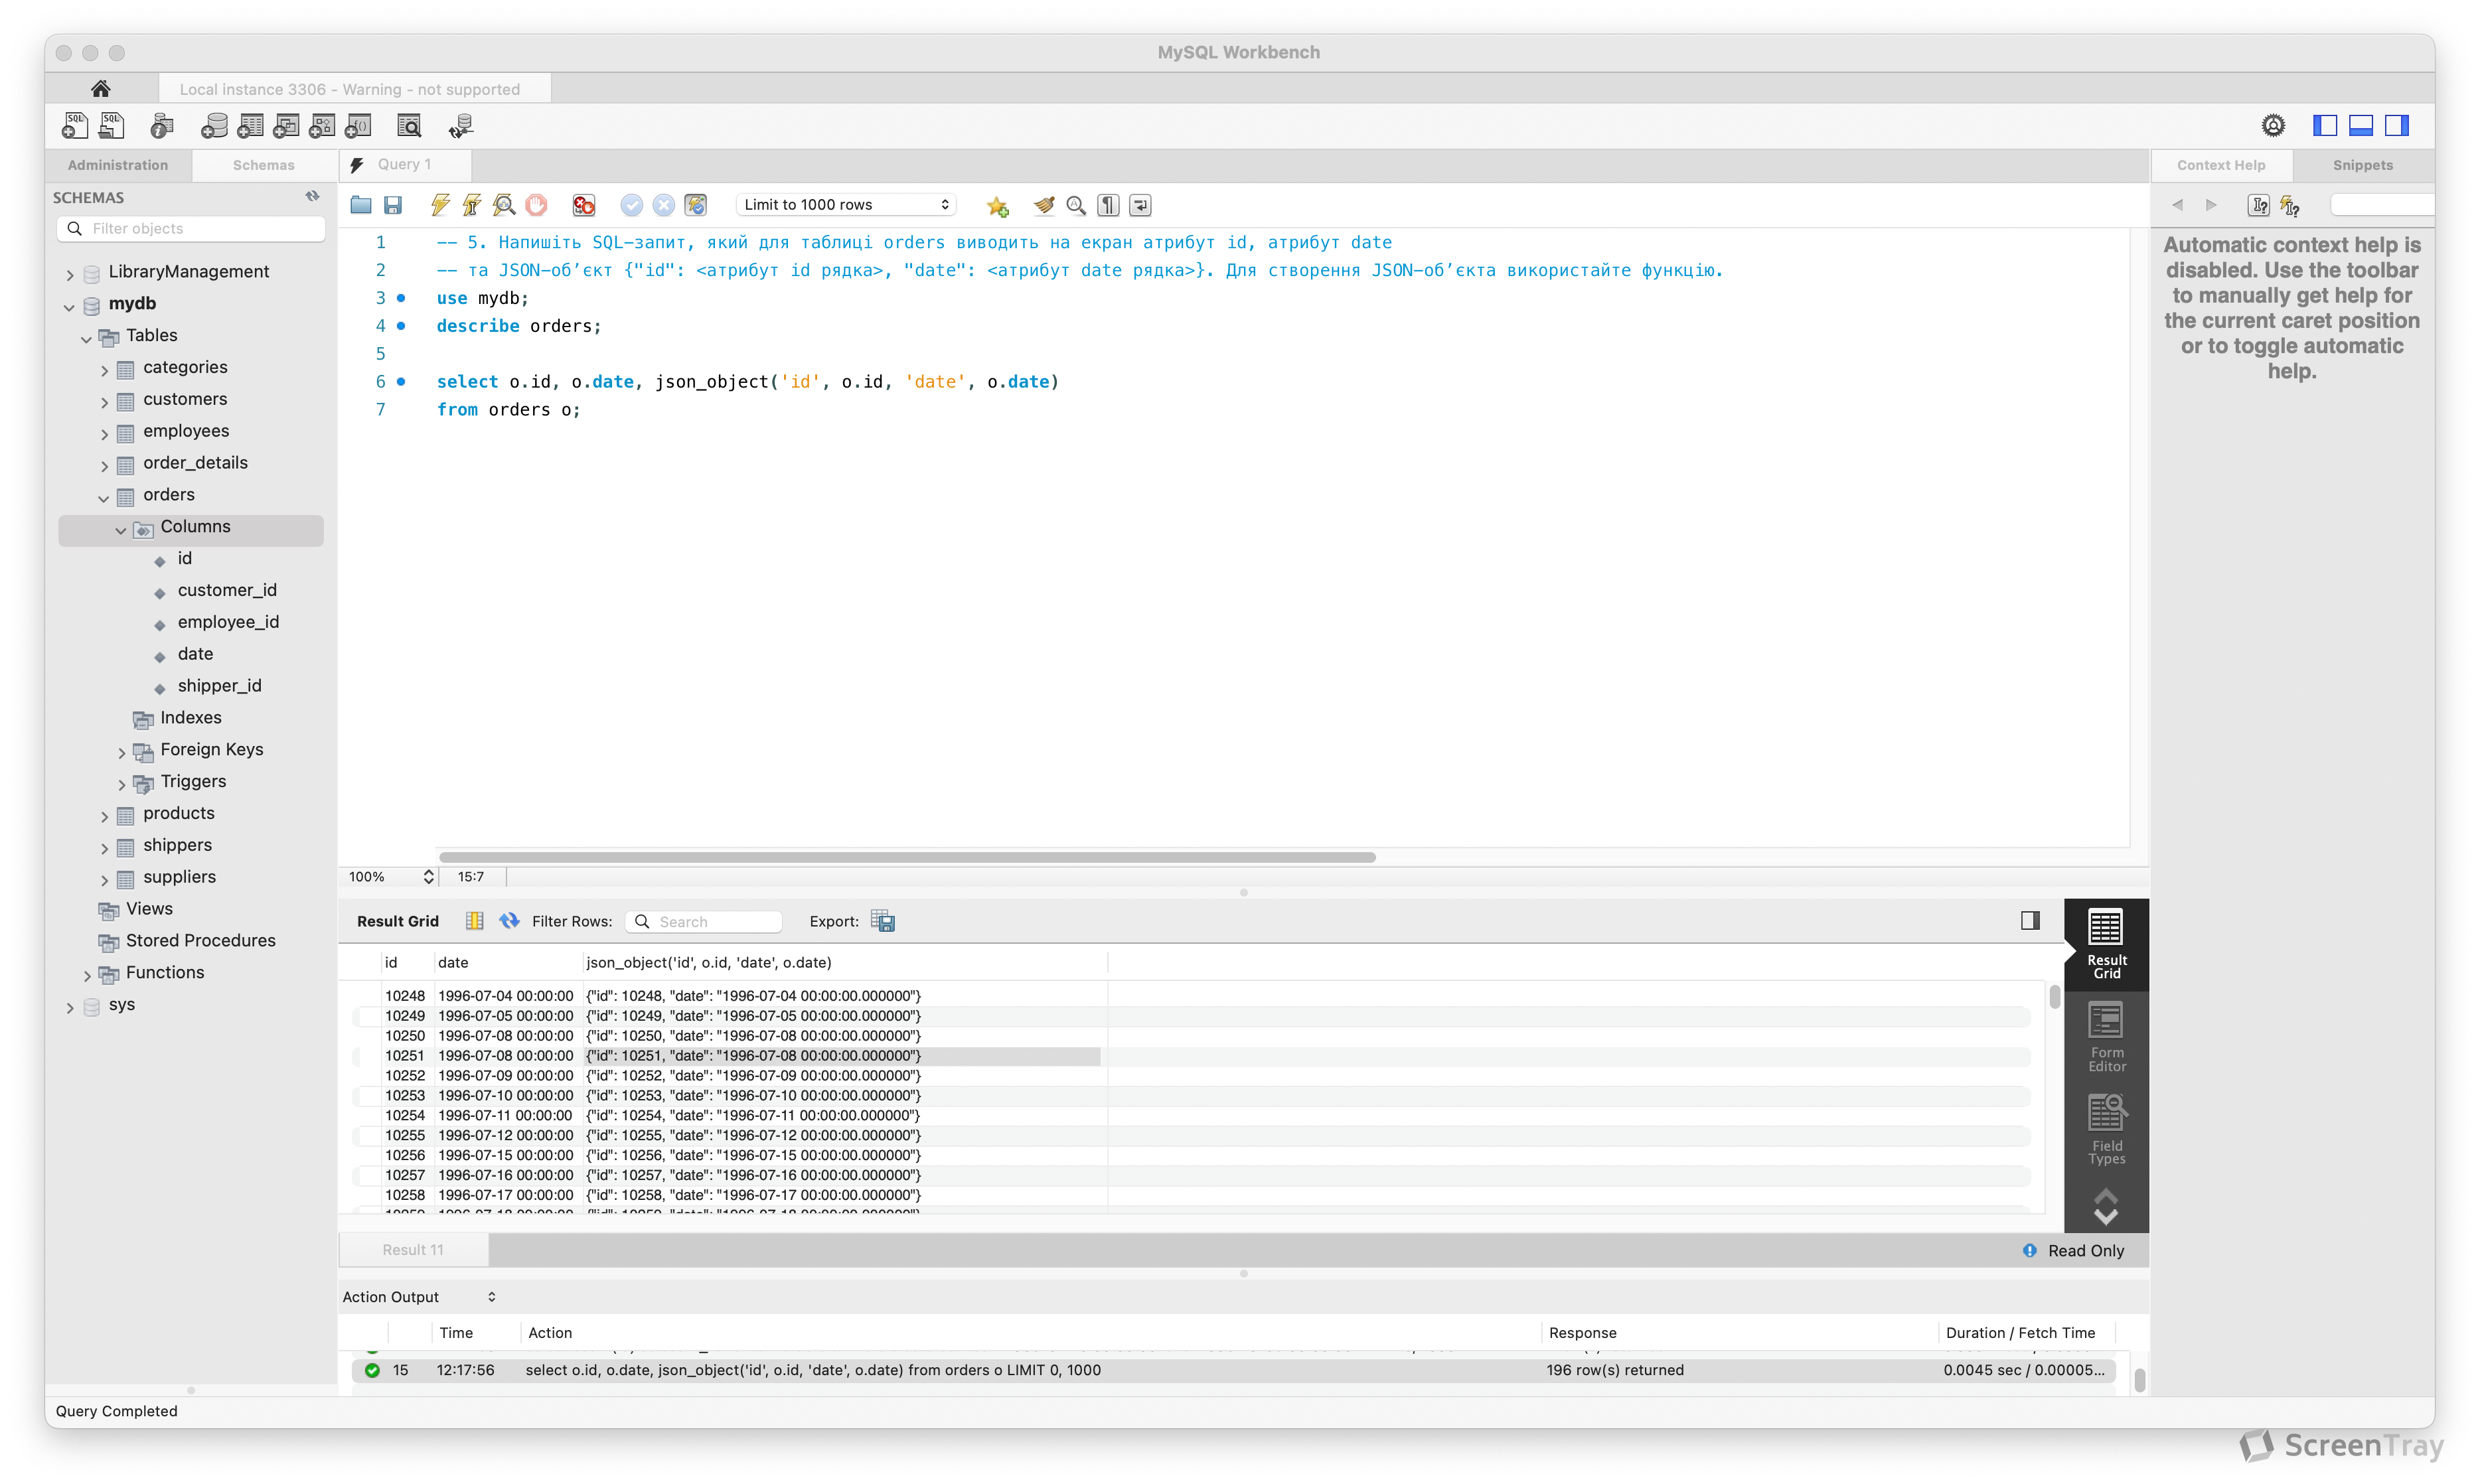 MySQL Workbench
Local instance 3306 - Warning - not supported
Administration
Schemas
Query 1
Context Help
Snippets
SCHEMAS
Filter objects
Limit to 1000 rows
LibraryManagement
mydb
Tables
categories
customers
employees
order_details
orders
Columns
id
customer_id
employee_id
date
shipper_id
Indexes
Foreign Keys
Triggers
products
shippers
suppliers
Views
Stored Procedures
Functions
sys
1 -- 5. Напишіть SQL-запит, який для таблиці orders виводить на екран атрибут id, атрибут date
2 -- та JSON-об’єкт {"id": <атрибут id рядка>, "date": <атрибут date рядка>}. Для створення JSON-об’єкта використайте функцію.
3 use mydb;
4 describe orders;
5
6 select o.id, o.date, json_object('id', o.id, 'date', o.date)
7 from orders o;
Automatic context help is
disabled. Use the toolbar
to manually get help for
the current caret position
or to toggle automatic
help.
100% 15:7
Result Grid Filter Rows: Search Export:
id date json_object('id', o.id, 'date', o.date)
10248 1996-07-04 00:00:00 {"id": 10248, "date": "1996-07-04 00:00:00.000000"}
10249 1996-07-05 00:00:00 {"id": 10249, "date": "1996-07-05 00:00:00.000000"}
10250 1996-07-08 00:00:00 {"id": 10250, "date": "1996-07-08 00:00:00.000000"}
10251 1996-07-08 00:00:00 {"id": 10251, "date": "1996-07-08 00:00:00.000000"}
10252 1996-07-09 00:00:00 {"id": 10252, "date": "1996-07-09 00:00:00.000000"}
10253 1996-07-10 00:00:00 {"id": 10253, "date": "1996-07-10 00:00:00.000000"}
10254 1996-07-11 00:00:00 {"id": 10254, "date": "1996-07-11 00:00:00.000000"}
10255 1996-07-12 00:00:00 {"id": 10255, "date": "1996-07-12 00:00:00.000000"}
10256 1996-07-15 00:00:00 {"id": 10256, "date": "1996-07-15 00:00:00.000000"}
10257 1996-07-16 00:00:00 {"id": 10257, "date": "1996-07-16 00:00:00.000000"}
10258 1996-07-17 00:00:00 {"id": 10258, "date": "1996-07-17 00:00:00.000000"}
Result
Grid
Form
Editor
Field
Types
Result 11
Read Only
Action Output
Time Action Response Duration / Fetch Time
15 12:17:56 select o.id, o.date, json_object('id', o.id, 'date', o.date) from orders o LIMIT 0, 1000 196 row(s) returned 0.0045 sec / 0.00005...
Query Completed
ScreenTray